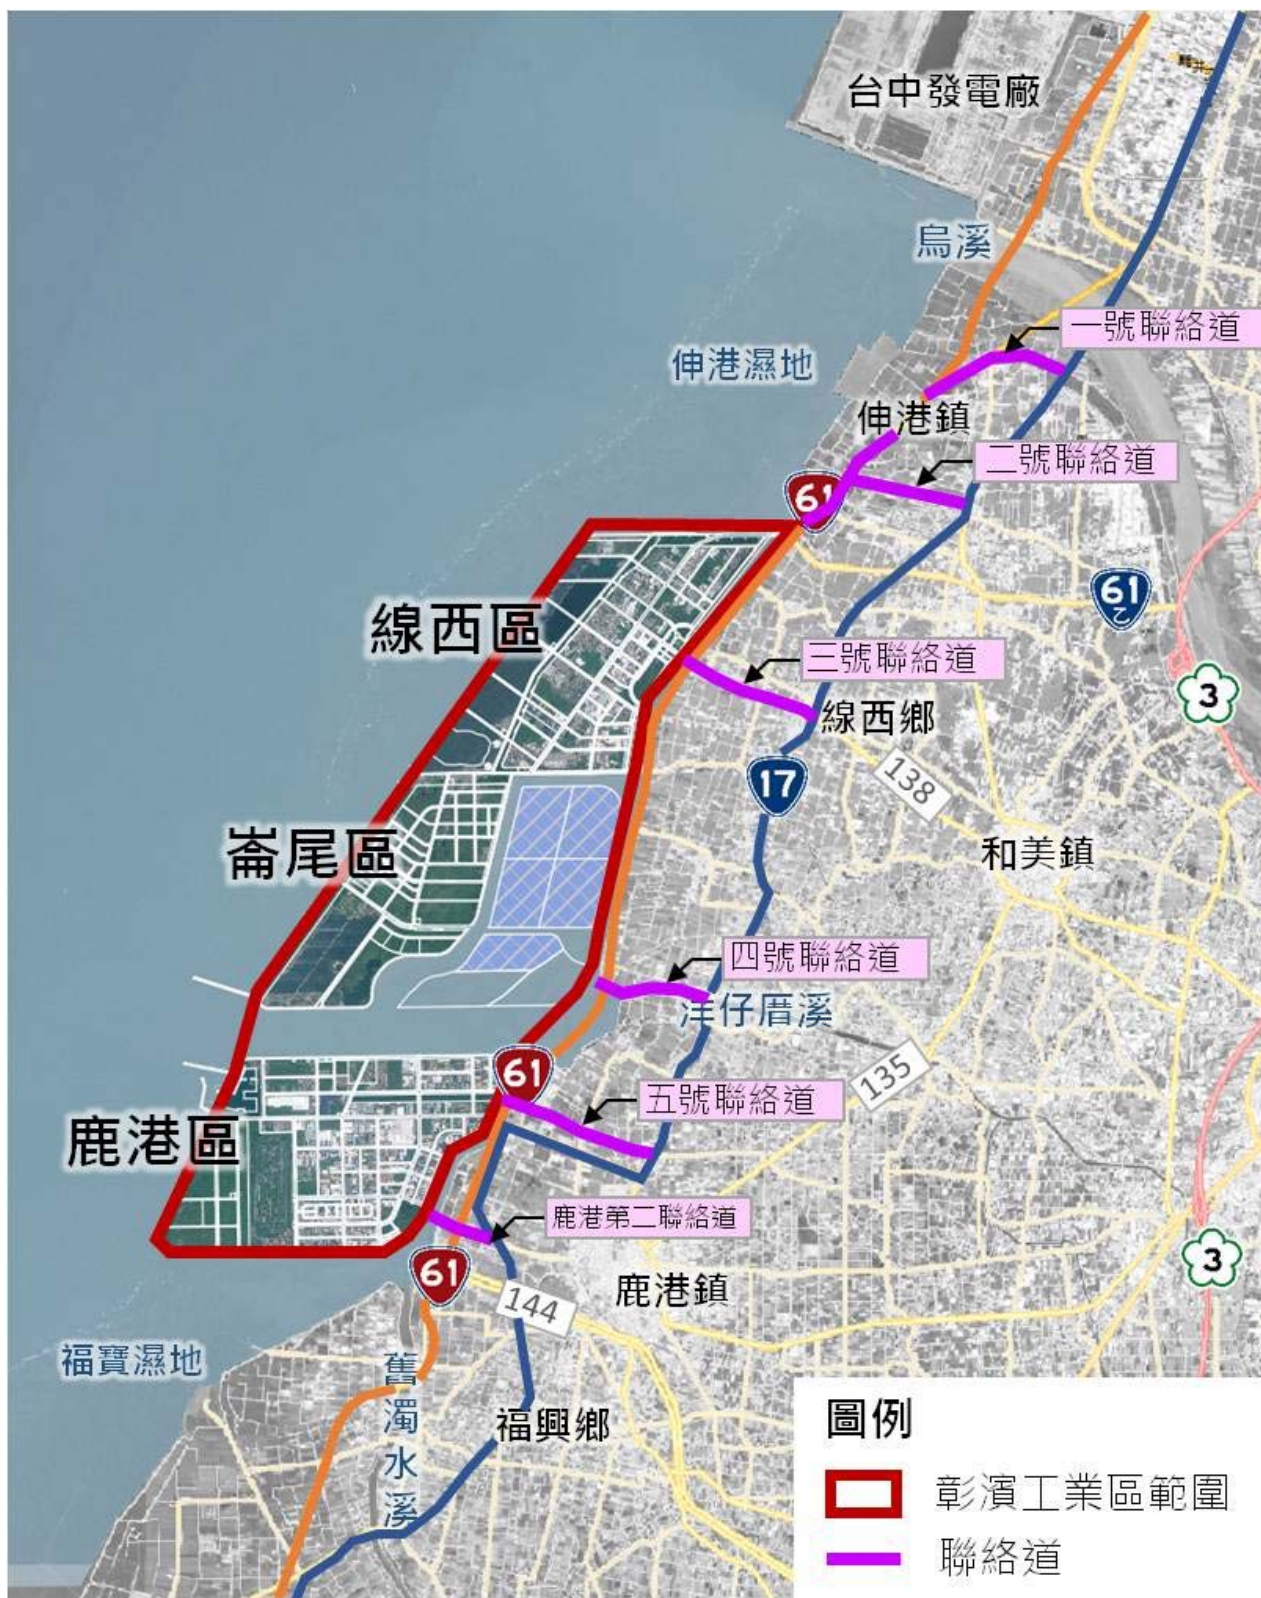 台中發電廠
烏溪
一號聯絡道
伸港濕地
伸港鎮
二號聯絡道
61
61
乙
線西區
三號聯絡道
3
線西鄉
17
138
崙尾區
和美鎮
四號聯絡道
洋仔厝溪
61
135
五號聯絡道
鹿港區
鹿港第二聯絡道
3
61
鹿港鎮
144
福寶濕地
舊濁水溪
福興鄉
圖例
彰濱工業區範圍
聯絡道